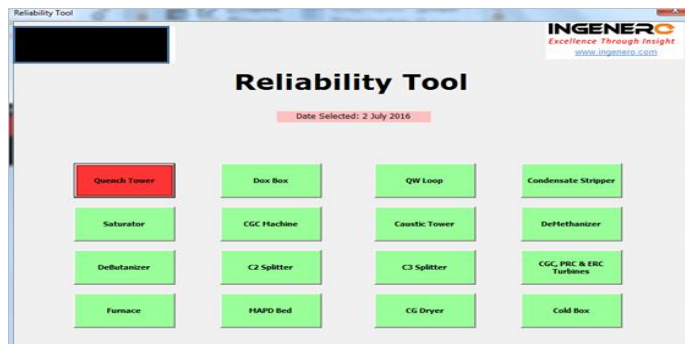 Reliability Tool
INGENERO
Excellence Through Insight
www.ingenero.com
Reliability Tool
Date Selected: 2 July 2016
Quench Tower
Dox Box
QW Loop
Condensate Stripper
Saturator
CGC Machine
Caustic Tower
DeMethanizer
DeButanizer
C2 Splitter
C3 Splitter
CGC, PRC & ERC
Turbines
Furnace
MAPD Bed
CG Dryer
Cold Box